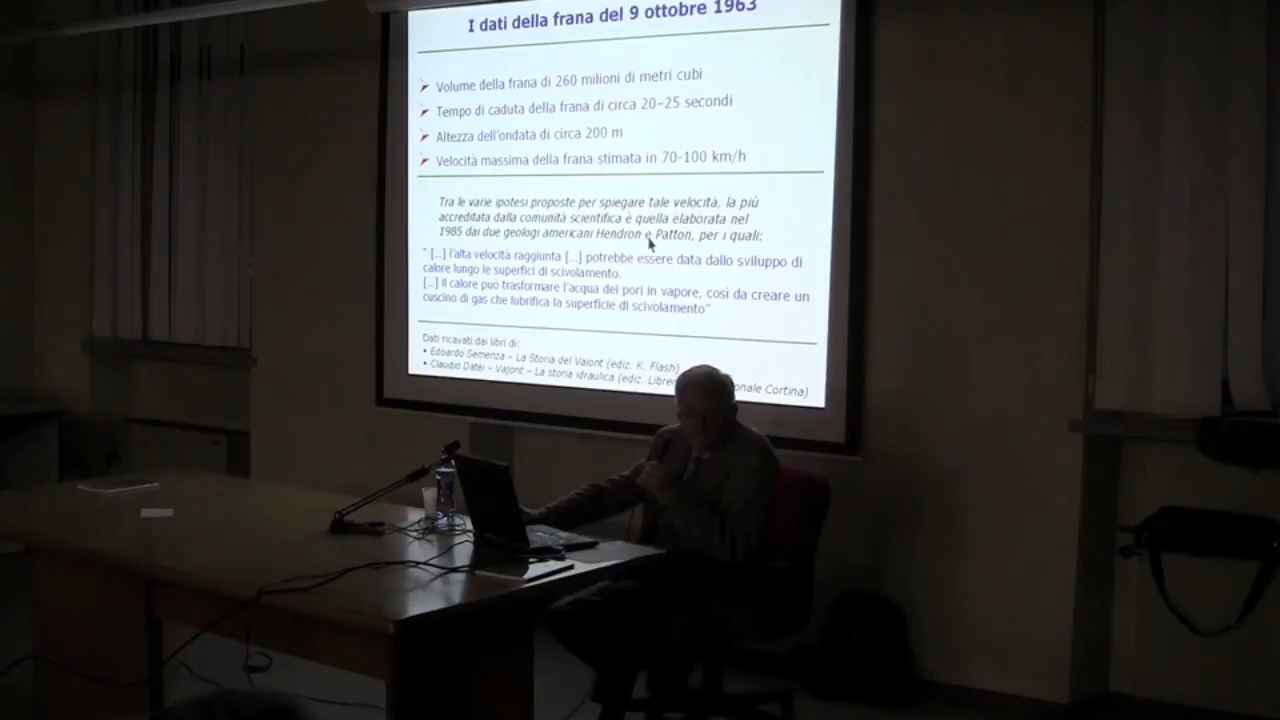 I dati della frana del 9 ottobre 1963
Volume della frana di 260 milioni di metri cubi
Tempo di caduta della frana di circa 20-25 secondi
Altezza dell'ondata di circa 200 m
Velocità massima della frana stimata in 70-100 km/h
Tra le varie ipotesi proposte per spiegare tale velocità, la più
accreditata dalla comunità scientifica è quella elaborata nel
1985 dai due geologi americani Hendron e Patton, per i quali:
" [...] l'alta velocità raggiunta [...] potrebbe essere data dallo sviluppo di
calore lungo le superfici di scivolamento.
[...] il calore può trasformare l'acqua dei pori in vapore, così da creare un
cuscino di gas che lubrifica la superficie di scivolamento"
Dati ricavati dai libri di:
• Edoardo Semenza – La Storia del Vaiont (ediz. K. Flash)
• Claudio Datei – Vajont – La storia idraulica (ediz. Cortina)